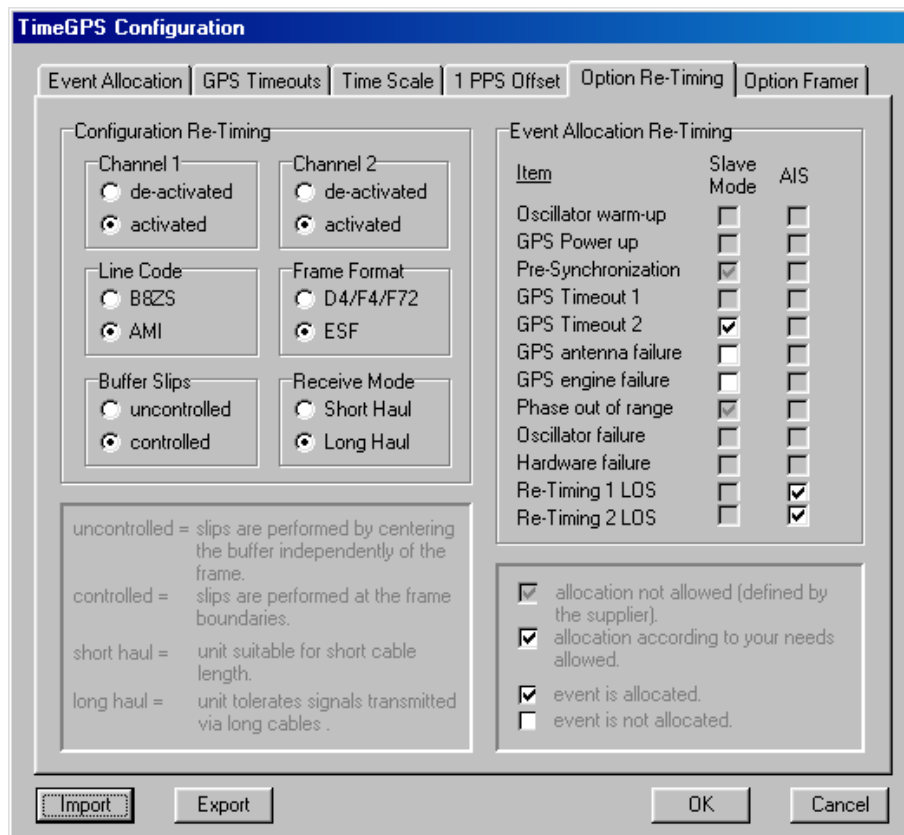 TimeGPS Configuration
Event Allocation
GPS Timeouts
Time Scale
1 PPS Offset
Option Re-Timing
Option Framer
Configuration Re-Timing
Channel 1
de-activated
activated
Channel 2
de-activated
activated
Line Code
B8ZS
AMI
Frame Format
D4/F4/F72
ESF
Buffer Slips
uncontrolled
controlled
Receive Mode
Short Haul
Long Haul
uncontrolled = slips are performed by centering
the buffer independently of the
frame.
controlled = slips are performed at the frame
boundaries.
short haul = unit suitable for short cable
length.
long haul = unit tolerates signals transmitted
via long cables .
Event Allocation Re-Timing
Item
Slave
Mode
AIS
Oscillator warm-up
GPS Power up
Pre-Synchronization
GPS Timeout 1
GPS Timeout 2
GPS antenna failure
GPS engine failure
Phase out of range
Oscillator failure
Hardware failure
Re-Timing 1 LOS
Re-Timing 2 LOS
allocation not allowed (defined by
the supplier).
allocation according to your needs
allowed.
event is allocated.
event is not allocated.
Import
Export
OK
Cancel